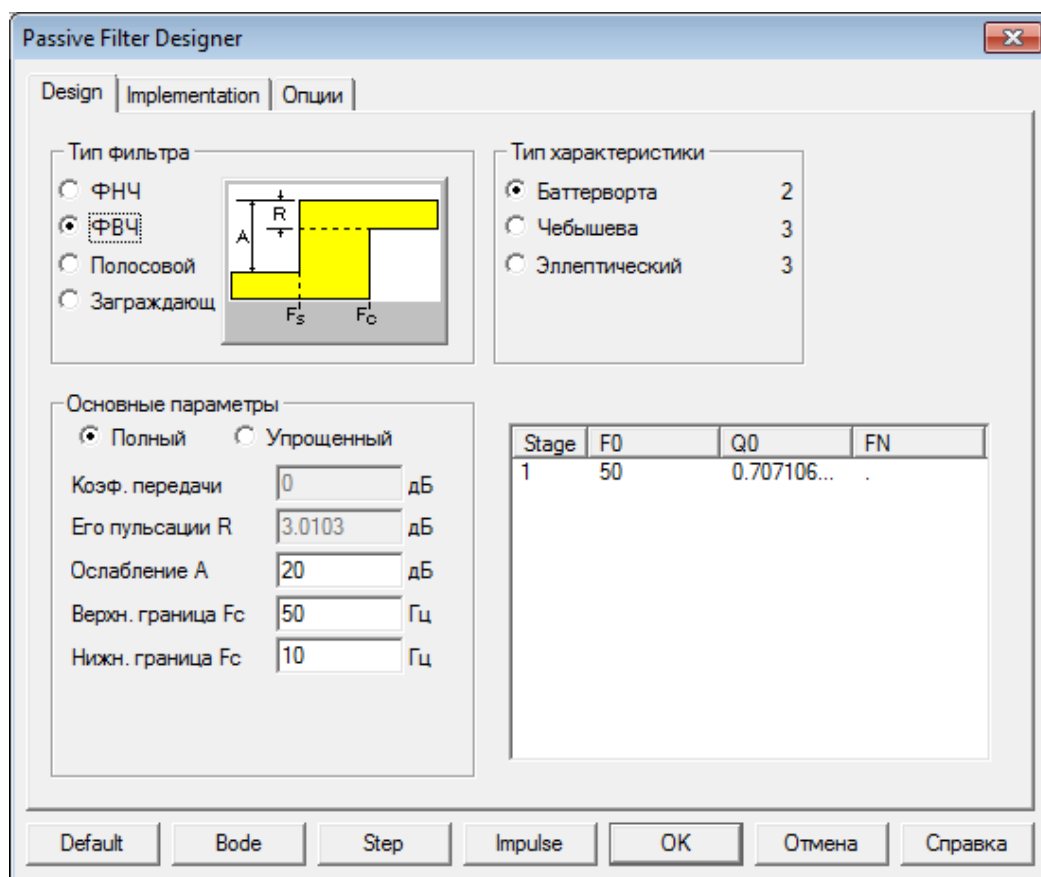 Passive Filter Designer
Design Implementation Опции
Тип фильтра
ФНЧ
ФВЧ
Полосовой
Заграждающ
R
A
Fs Fc
Тип характеристики
Баттерворта 2
Чебышева 3
Эллептический 3
Основные параметры
Полный Упрощенный
Коэф. передачи 0 дБ
Его пульсации R 3.0103 дБ
Ослабление A 20 дБ
Верхн. граница Fc 50 Гц
Нижн. граница Fc 10 Гц
Stage F0 Q0 FN
1 50 0.707106... .
Default Bode Step Impulse OK Отмена Справка